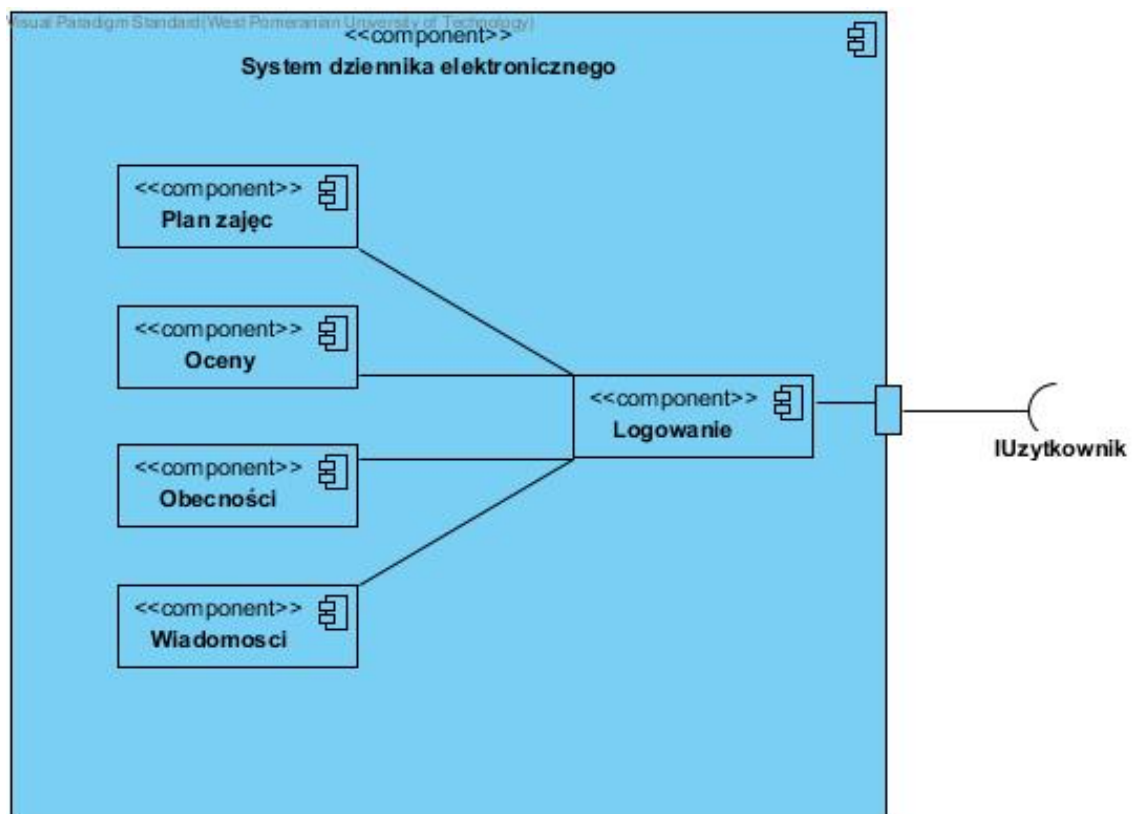 Visual Paradigm Standard(West Pomeranian University of Technology)
<<component>>
System dziennika elektronicznego
<<component>>
Plan zajęc
<<component>>
Oceny
<<component>>
Logowanie
IUzytkownik
<<component>>
Obecności
<<component>>
Wiadomosci